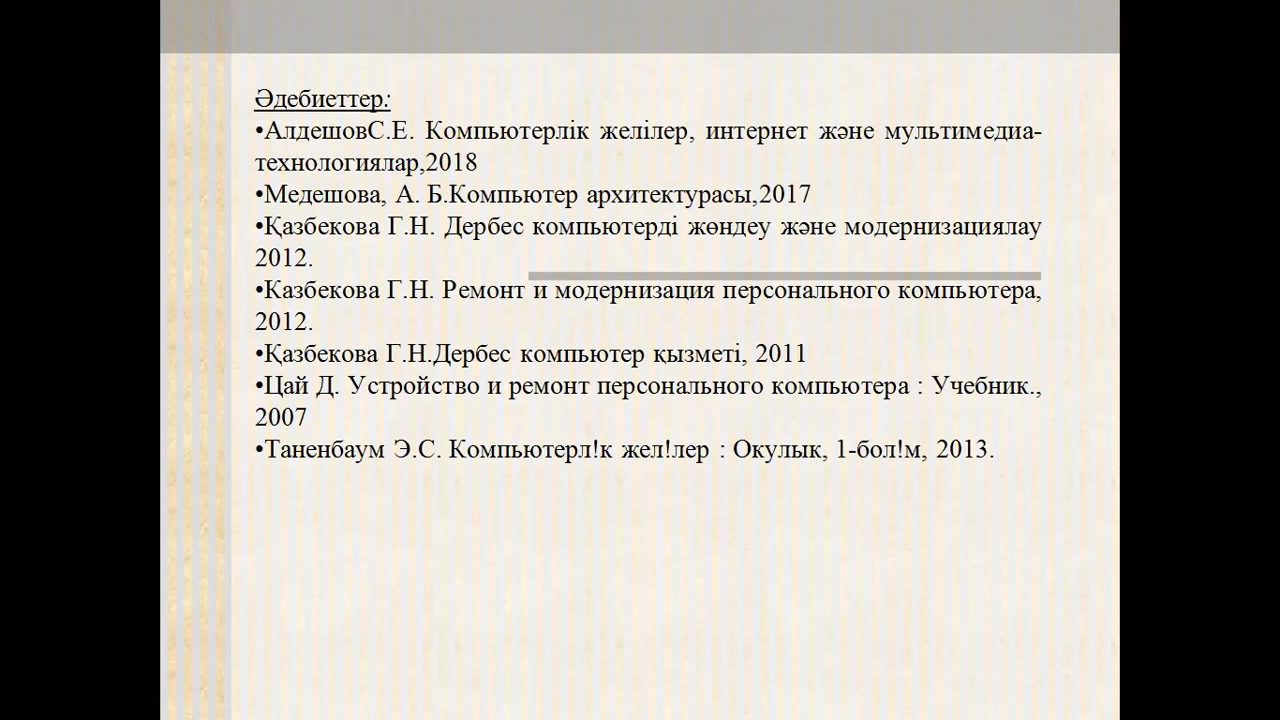 Әдебиеттер:
•АлдешовС.Е. Компьютерлік желілер, интернет және мультимедиа-
технологиялар,2018
•Медешова, А. Б.Компьютер архитектурасы,2017
•Қазбекова Г.Н. Дербес компьютерді жөндеу және модернизациялау
2012.
•Казбекова Г.Н. Ремонт и модернизация персонального компьютера,
2012.
•Қазбекова Г.Н.Дербес компьютер қызметі, 2011
•Цай Д. Устройство и ремонт персонального компьютера : Учебник.,
2007
•Таненбаум Э.С. Компьютерл!к жел!лер : Окулык, 1-бол!м, 2013.